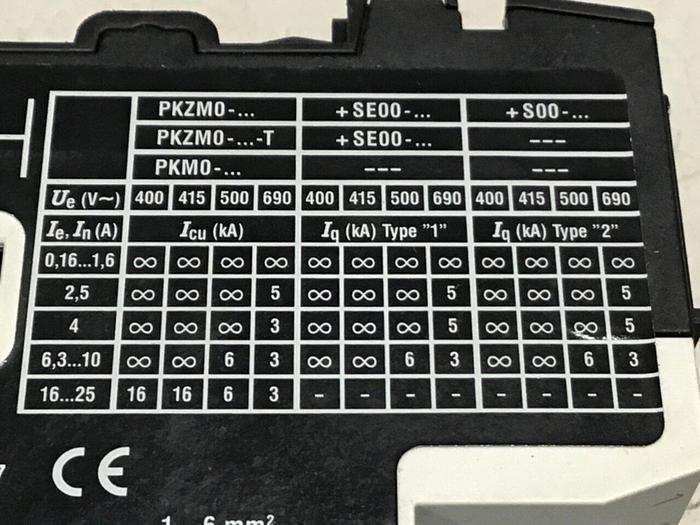 PKZM0-... +SE00-... +S00-...
PKZM0-...-T +SE00-... ---
PKM0-... --- ---
Ue (V~) 400 415 500 690 400 415 500 690 400 415 500 690
Ie, In (A) Icu (kA) Iq (kA) Type "1" Iq (kA) Type "2"
0,16...1,6 ∞ ∞ ∞ ∞ ∞ ∞ ∞ ∞ ∞ ∞ ∞ ∞
2,5 ∞ ∞ ∞ 5 ∞ ∞ ∞ 5 ∞ ∞ ∞ 5
4 ∞ ∞ ∞ 3 ∞ ∞ ∞ 5 ∞ ∞ ∞ 5
6,3...10 ∞ ∞ 6 3 ∞ ∞ 6 3 ∞ ∞ 6 3
16...25 16 16 6 3 - - - - - - - -
CE